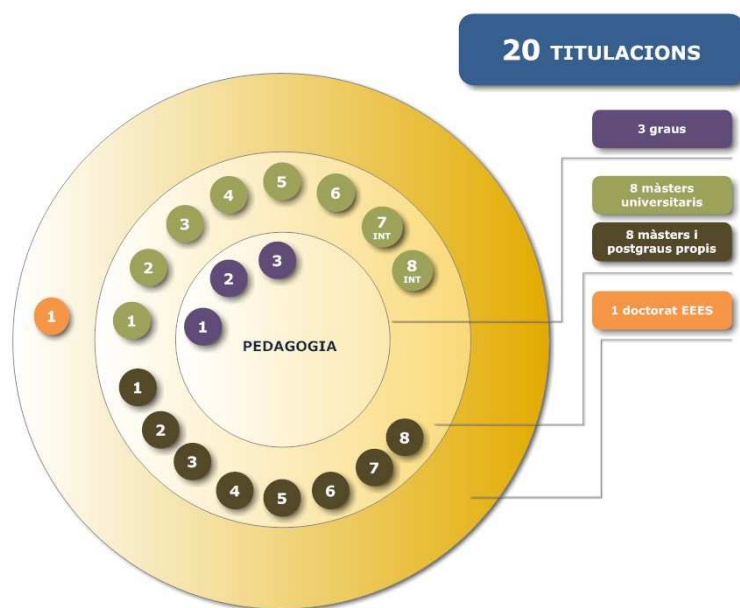 20 TITULACIONS
3 graus
8 màsters
universitaris
8 màsters i
postgraus propis
1 doctorat EEES
5
4
6
3
7
INT
2
8
INT
1
3
2
1
PEDAGOGIA
1
1
2
3
4
5
6
7
8